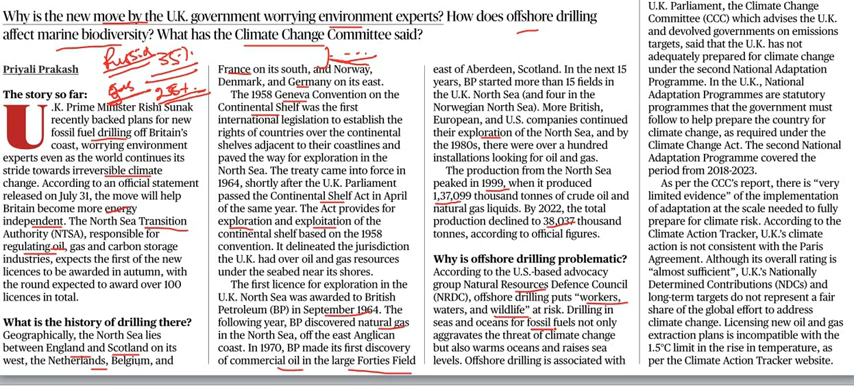 Why is the new move by the U.K. government worrying environment experts? How does offshore drilling
affect marine biodiversity? What has the Climate Change Committee said?
Russia 35%
gas
Priyali Prakash
The story so far:
U.K. Prime Minister Rishi Sunak
recently backed plans for new
fossil fuel drilling off Britain's
coast, worrying environment
experts even as the world continues its
stride towards irreversible climate
change. According to an official statement
released on July 31, the move will help
Britain become more energy
independent. The North Sea Transition
Authority (NTSA), responsible for
regulating oil, gas and carbon storage
industries, expects the first of the new
licences to be awarded in autumn, with
the round expected to award over 100
licences in total.
What is the history of drilling there?
Geographically, the North Sea lies
between England and Scotland on its
west, the Netherlands, Belgium, and
France on its south, and Norway,
Denmark, and Germany on its east.
The 1958 Geneva Convention on the
Continental Shelf was the first
international legislation to establish the
rights of countries over the continental
shelves adjacent to their coastlines and
paved the way for exploration in the
North Sea. The treaty came into force in
1964, shortly after the U.K. Parliament
passed the Continental Shelf Act in April
of the same year. The Act provides for
exploration and exploitation of the
continental shelf based on the 1958
convention. It delineated the jurisdiction
the U.K. had over oil and gas resources
under the seabed near its shores.
The first licence for exploration in the
U.K. North Sea was awarded to British
Petroleum (BP) in September 1964. The
following year, BP discovered natural gas
in the North Sea, off the east Anglican
coast. In 1970, BP made its first discovery
of commercial oil in the large Forties Field
east of Aberdeen, Scotland. In the next 15
years, BP started more than 15 fields in
the U.K. North Sea (and four in the
Norwegian North Sea). More British,
European, and U.S. companies continued
their exploration of the North Sea, and by
the 1980s, there were over a hundred
installations looking for oil and gas.
The production from the North Sea
peaked in 1999, when it produced
1,37,099 thousand tonnes of crude oil and
natural gas liquids. By 2022, the total
production declined to 38,037 thousand
tonnes, according to official figures.
Why is offshore drilling problematic?
According to the U.S.-based advocacy
group Natural Resources Defence Council
(NRDC), offshore drilling puts "workers,
waters, and wildlife" at risk. Drilling in
seas and oceans for fossil fuels not only
aggravates the threat of climate change
but also warms oceans and raises sea
levels. Offshore drilling is associated with
U.K. Parliament, the Climate Change
Committee (CCC) which advises the U.K.
and devolved governments on emissions
targets, said that the U.K. has not
adequately prepared for climate change
under the second National Adaptation
Programme. In the U.K., National
Adaptation Programmes are statutory
programmes that the government must
follow to help prepare the country for
climate change, as required under the
Climate Change Act. The second National
Adaptation Programme covered the
period from 2018-2023.
As per the CCC's report, there is "very
limited evidence" of the implementation
of adaptation at the scale needed to fully
prepare for climate risk. According to the
Climate Action Tracker, U.K.'s climate
action is not consistent with the Paris
Agreement. Although its overall rating is
"almost sufficient", U.K.'s Nationally
Determined Contributions (NDCs) and
long-term targets do not represent a fair
share of the global effort to address
climate change. Licensing new oil and gas
extraction plans is incompatible with the
1.5°C limit in the rise in temperature, as
per the Climate Action Tracker website.